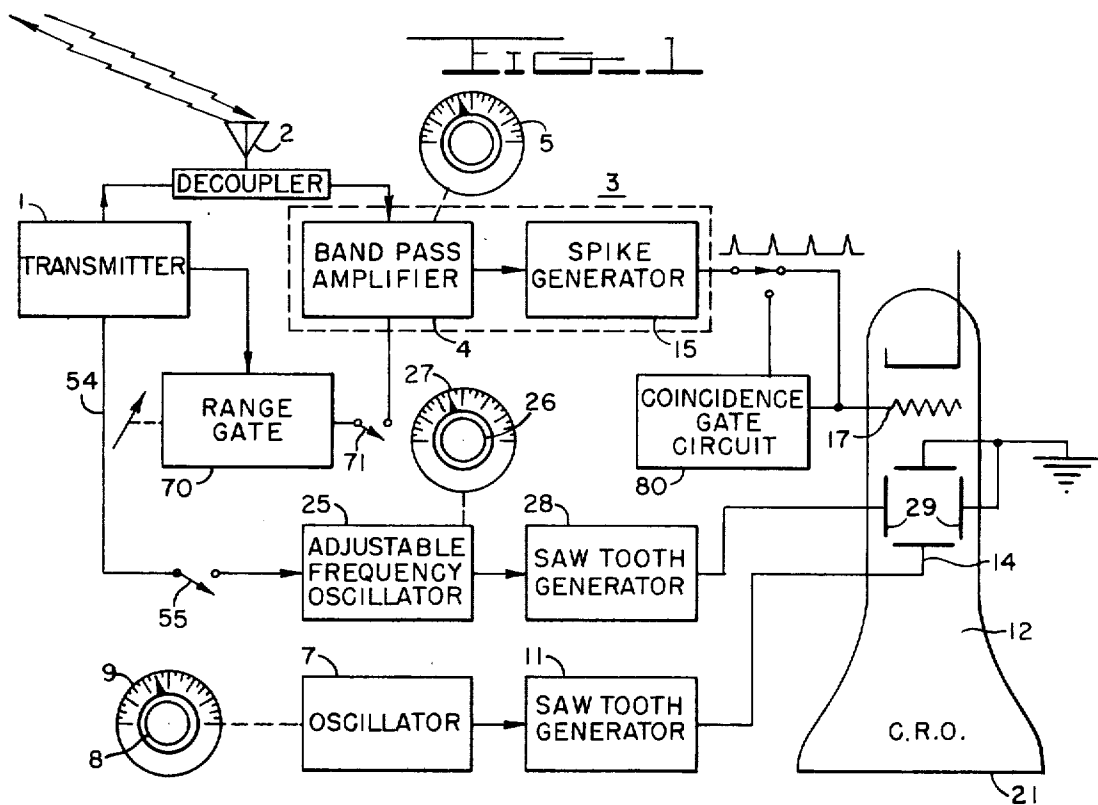 2
5
DECOUPLER
3
1
TRANSMITTER
BAND PASS
AMPLIFIER
SPIKE
GENERATOR
4
15
54
27
26
RANGE
GATE
COINCIDENCE
GATE
CIRCUIT
17
71
70
80
25
28
29
ADJUSTABLE
FREQUENCY
OSCILLATOR
SAW TOOTH
GENERATOR
14
55
12
9
7
11
OSCILLATOR
SAW TOOTH
GENERATOR
8
C.R.O.
21